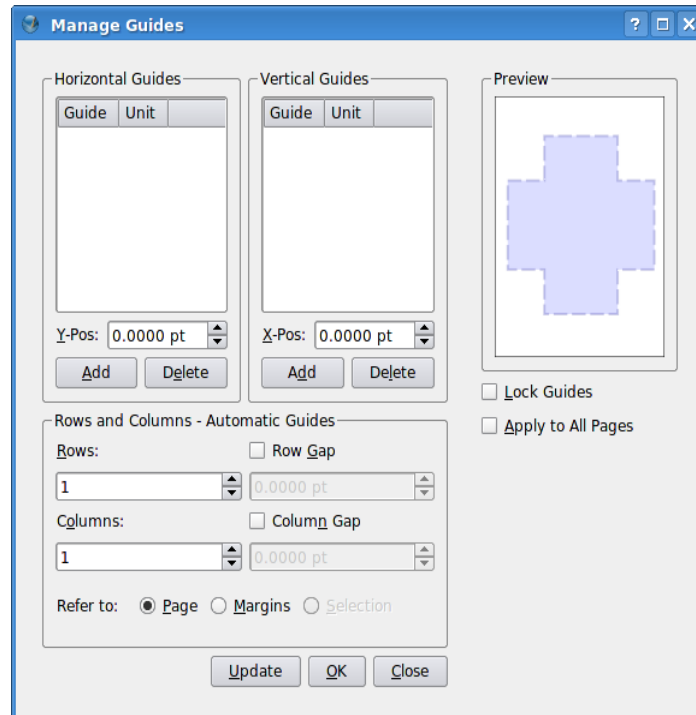 Manage Guides
Horizontal Guides
Guide Unit
Y-Pos: 0.0000 pt
Add Delete
Vertical Guides
Guide Unit
X-Pos: 0.0000 pt
Add Delete
Preview
Lock Guides
Apply to All Pages
Rows and Columns - Automatic Guides
Rows: Row Gap
1 0.0000 pt
Columns: Column Gap
1 0.0000 pt
Refer to: Page Margins Selection
Update OK Close